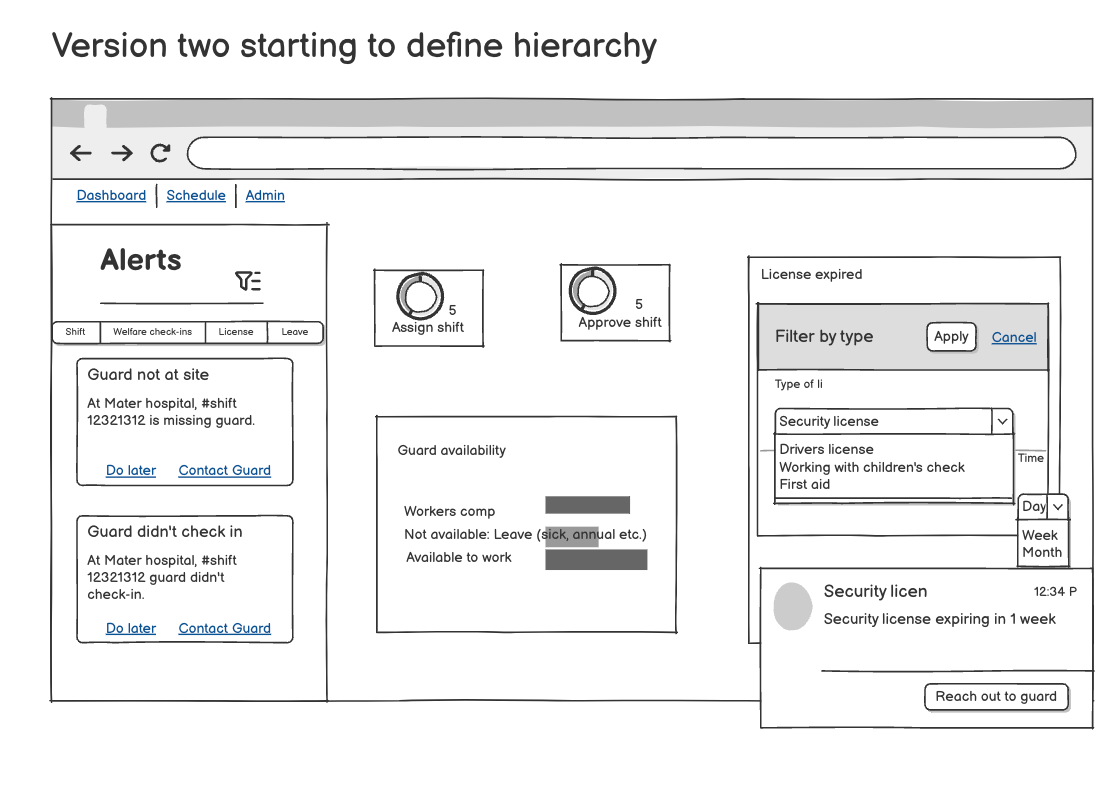 Version two starting to define hierarchy
Dashboard
Schedule
Admin
Alerts
Shift
Welfare check-ins
License
Leave
Guard not at site
At Mater hospital, #shift
12321312 is missing guard.
Do later
Contact Guard
Guard didn't check in
At Mater hospital, #shift
12321312 guard didn't
check-in.
Do later
Contact Guard
5
Assign shift
5
Approve shift
Guard availability
Workers comp
Not available: Leave (sick, annual etc.)
Available to work
License expired
Filter by type
Apply
Cancel
Type of li
Security license
Drivers license
Working with children's check
First aid
Time
Day
Week
Month
Security licen
12:34 P
Security license expiring in 1 week
Reach out to guard